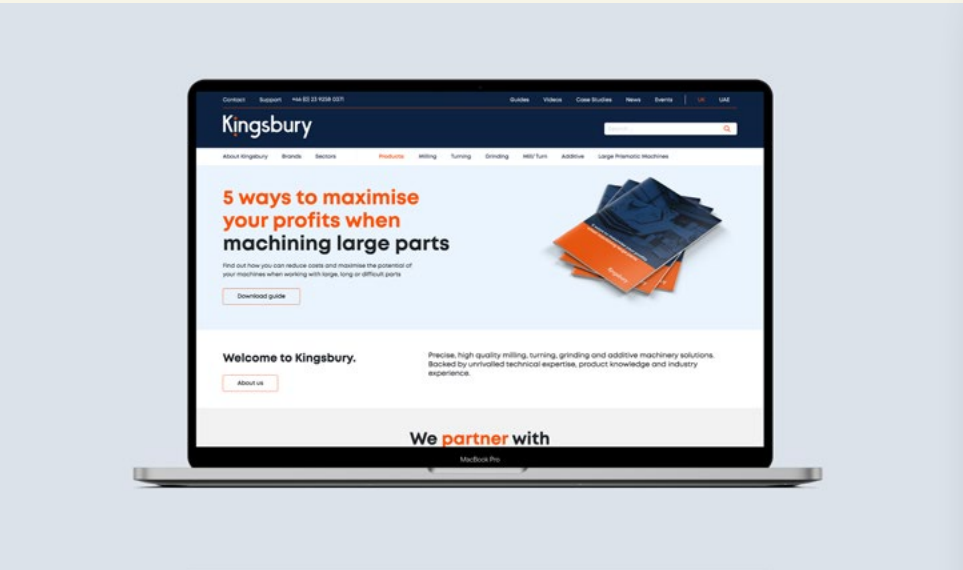 Contact Support +44 (0) 23 9258 0371 Guides Videos Case Studies News Events UK UAE
Kingsbury
Search...
About Kingsbury Brands Sectors Products Milling Turning Grinding Mill/Turn Additive Large Prismatic Machines
5 ways to maximise
your profits when
machining large parts
Find out how you can reduce costs and maximise the potential of
your machines when working with large, long or difficult parts
Download guide
Kingsbury
Welcome to Kingsbury.
Precise, high quality milling, turning, grinding and additive machinery solutions.
Backed by unrivalled technical expertise, product knowledge and industry
experience.
About us
We partner with
MacBook Pro